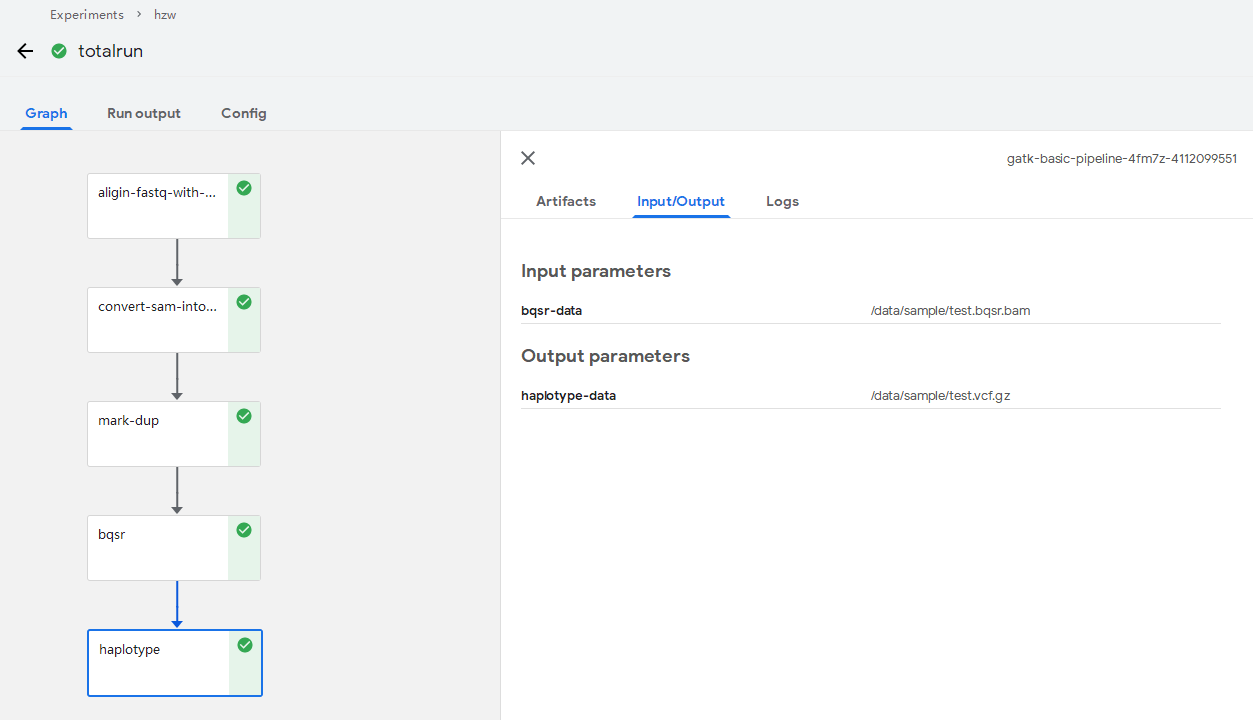 Experiments > hzw
totalrun
Graph Run output Config
aligin-fastq-with-...
convert-sam-into...
mark-dup
bqsr
haplotype
gatk-basic-pipeline-4fm7z-4112099551
Artifacts Input/Output Logs
Input parameters
bqsr-data /data/sample/test.bqsr.bam
Output parameters
haplotype-data /data/sample/test.vcf.gz